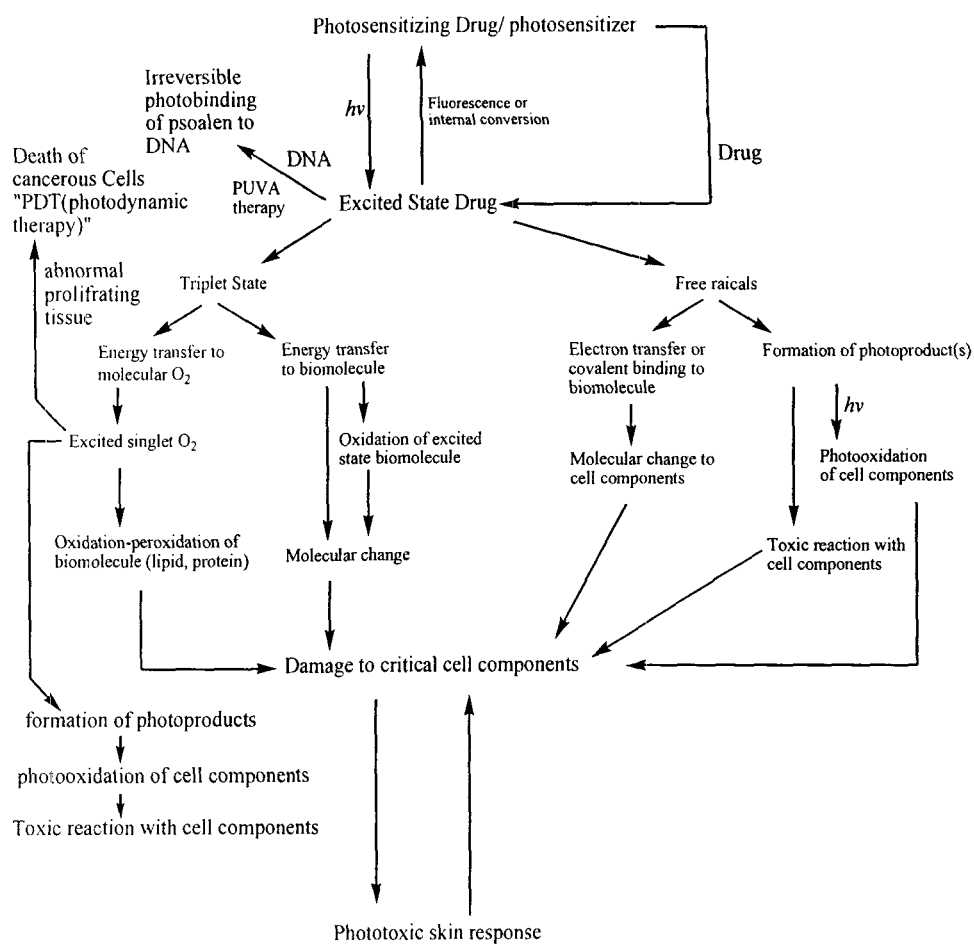 Photosensitizing Drug/ photosensitizer
Irreversible
photobinding
of psoalen to
DNA
hν
Fluorescence or
internal conversion
Drug
DNA
PUVA
therapy
Excited State Drug
Death of
cancerous Cells
"PDT(photodynamic
therapy)"
abnormal
prolifrating
tissue
Triplet State
Free raicals
Energy transfer to
molecular O2
Energy transfer
to biomolecule
Electron transfer or
covalent binding to
biomolecule
Formation of photoproduct(s)
hν
Excited singlet O2
Oxidation of excited
state biomolecule
Molecular change to
cell components
Photooxidation
of cell components
Oxidation-peroxidation of
biomolecule (lipid, protein)
Molecular change
Toxic reaction with
cell components
Damage to critical cell components
formation of photoproducts
photooxidation of cell components
Toxic reaction with cell components
Phototoxic skin response